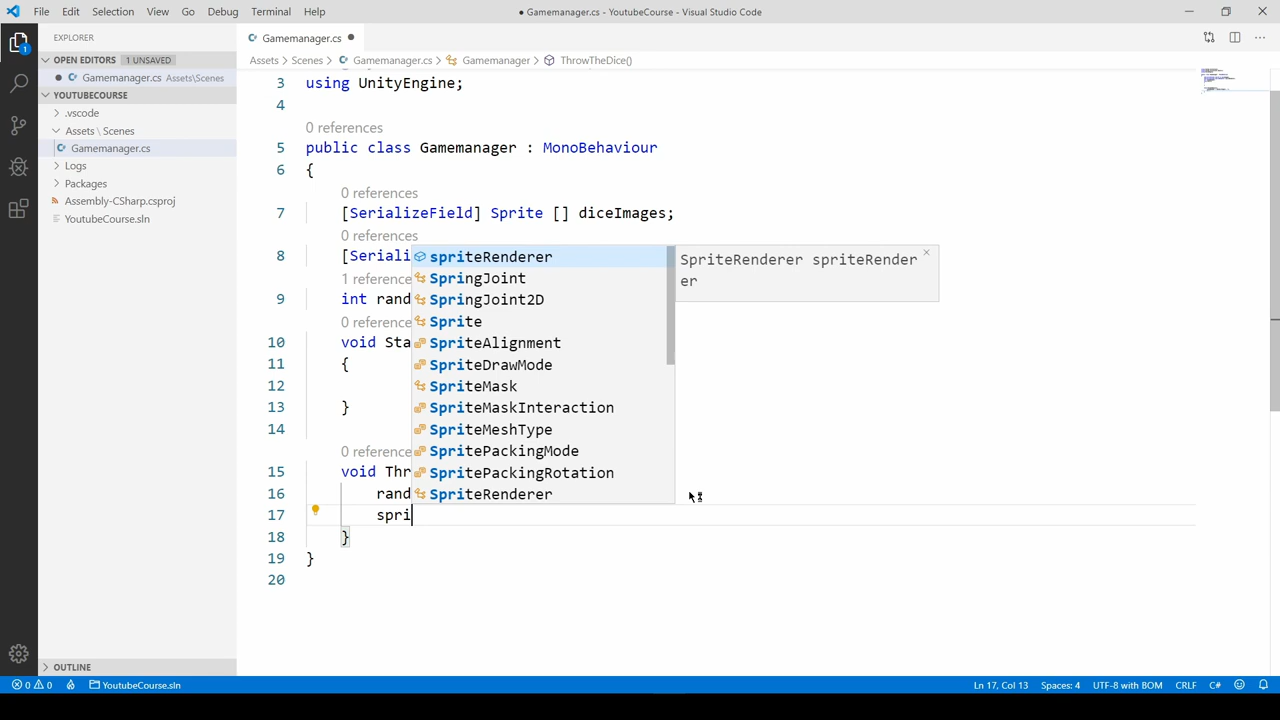 File Edit Selection View Go Debug Terminal Help
● Gamemanager.cs - YoutubeCourse - Visual Studio Code
1
EXPLORER
OPEN EDITORS 1 UNSAVED
● Gamemanager.cs Assets\Scenes
YOUTUBECOURSE
.vscode
Assets \ Scenes
Gamemanager.cs
Logs
Packages
Assembly-CSharp.csproj
YoutubeCourse.sln
OUTLINE
Gamemanager.cs ●
Assets > Scenes > Gamemanager.cs > Gamemanager > ThrowTheDice()
3 using UnityEngine;
4
0 references
5 public class Gamemanager : MonoBehaviour
6 {
0 references
7 [SerializeField] Sprite [] diceImages;
0 references
8 [Seriali
1 reference
9 int rand
0 reference
10 void Sta
11 {
12
13 }
14
0 reference
15 void Thr
16 rand
17 spri
18 }
19 }
20
spriteRenderer
SpringJoint
SpringJoint2D
Sprite
SpriteAlignment
SpriteDrawMode
SpriteMask
SpriteMaskInteraction
SpriteMeshType
SpritePackingMode
SpritePackingRotation
SpriteRenderer
SpriteRenderer spriteRender
er
0 0 YoutubeCourse.sln
Ln 17, Col 13 Spaces: 4 UTF-8 with BOM CRLF C#